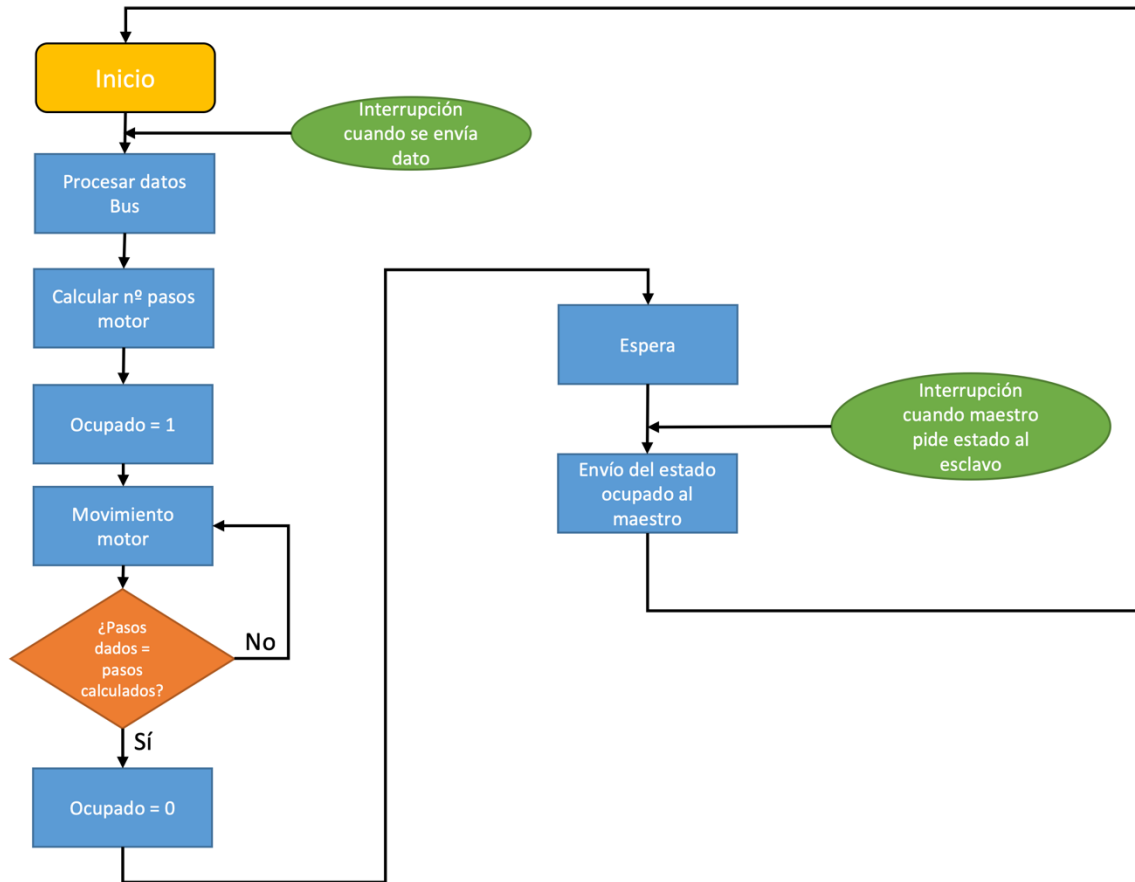 Inicio
Interrupción
cuando se envía
dato
Procesar datos
Bus
Calcular nº pasos
motor
Ocupado = 1
Movimiento
motor
¿Pasos
dados =
pasos
calculados?
No
Sí
Ocupado = 0
Espera
Interrupción
cuando maestro
pide estado al
esclavo
Envío del estado
ocupado al
maestro